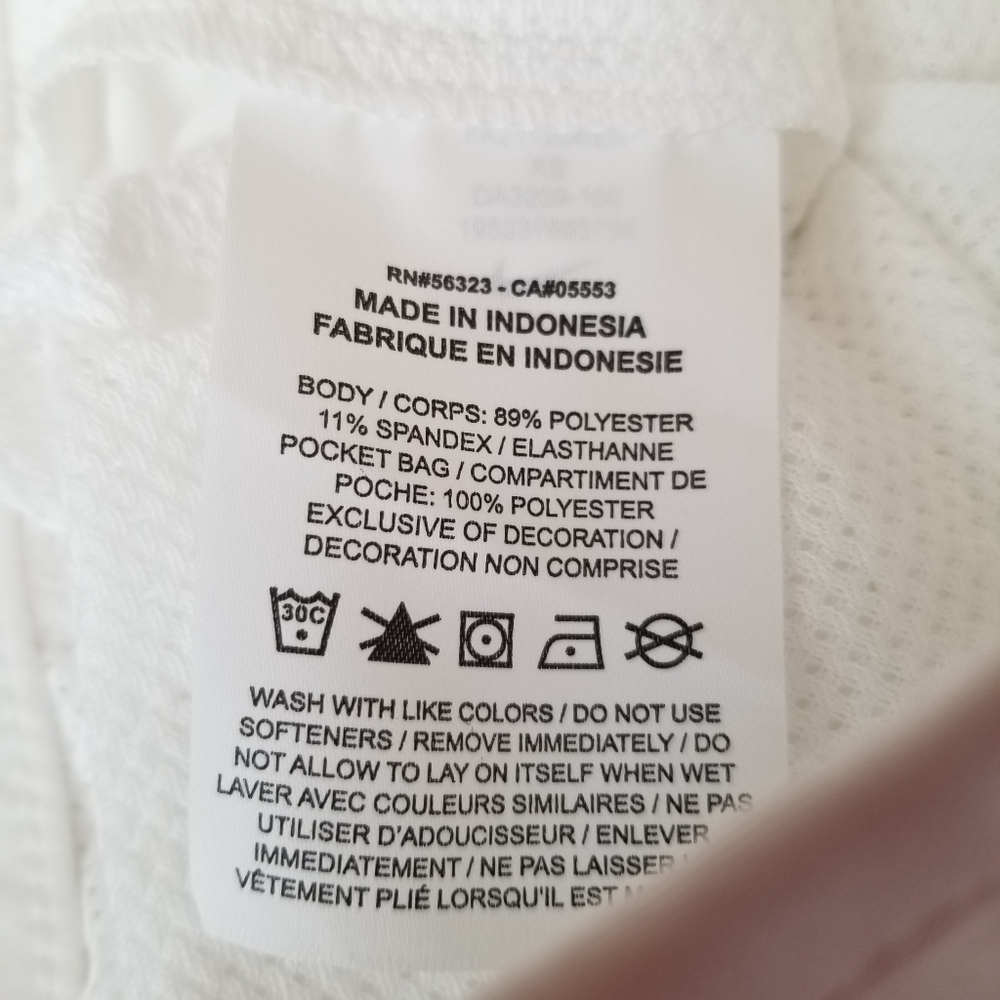 RN#56323 - CA#05553
MADE IN INDONESIA
FABRIQUE EN INDONESIE
BODY / CORPS: 89% POLYESTER
11% SPANDEX / ELASTHANNE
POCKET BAG / COMPARTIMENT DE
POCHE: 100% POLYESTER
EXCLUSIVE OF DECORATION /
DECORATION NON COMPRISE
30C
WASH WITH LIKE COLORS / DO NOT USE
SOFTENERS / REMOVE IMMEDIATELY / DO
NOT ALLOW TO LAY ON ITSELF WHEN WET
LAVER AVEC COULEURS SIMILAIRES / NE PAS
UTILISER D'ADOUCISSEUR / ENLEVER
IMMEDIATEMENT / NE PAS LAISSER
VÊTEMENT PLIÉ LORSQU'IL EST